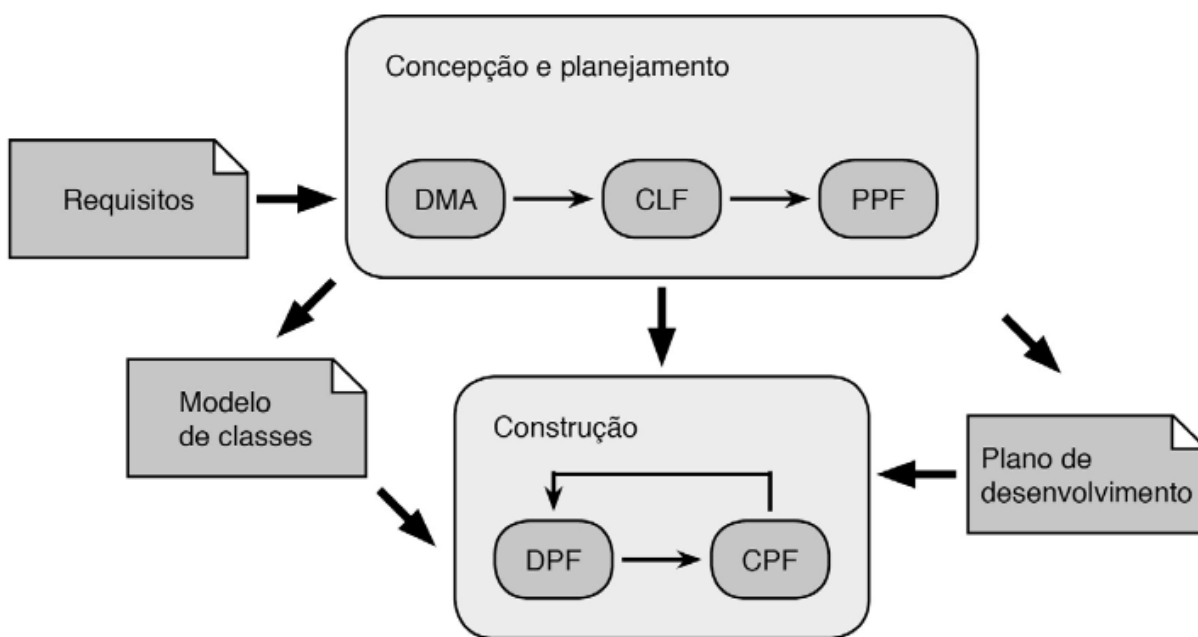 Concepção e planejamento
Requisitos
DMA
CLF
PPF
Modelo
de classes
Construção
Plano de
desenvolvimento
DPF
CPF